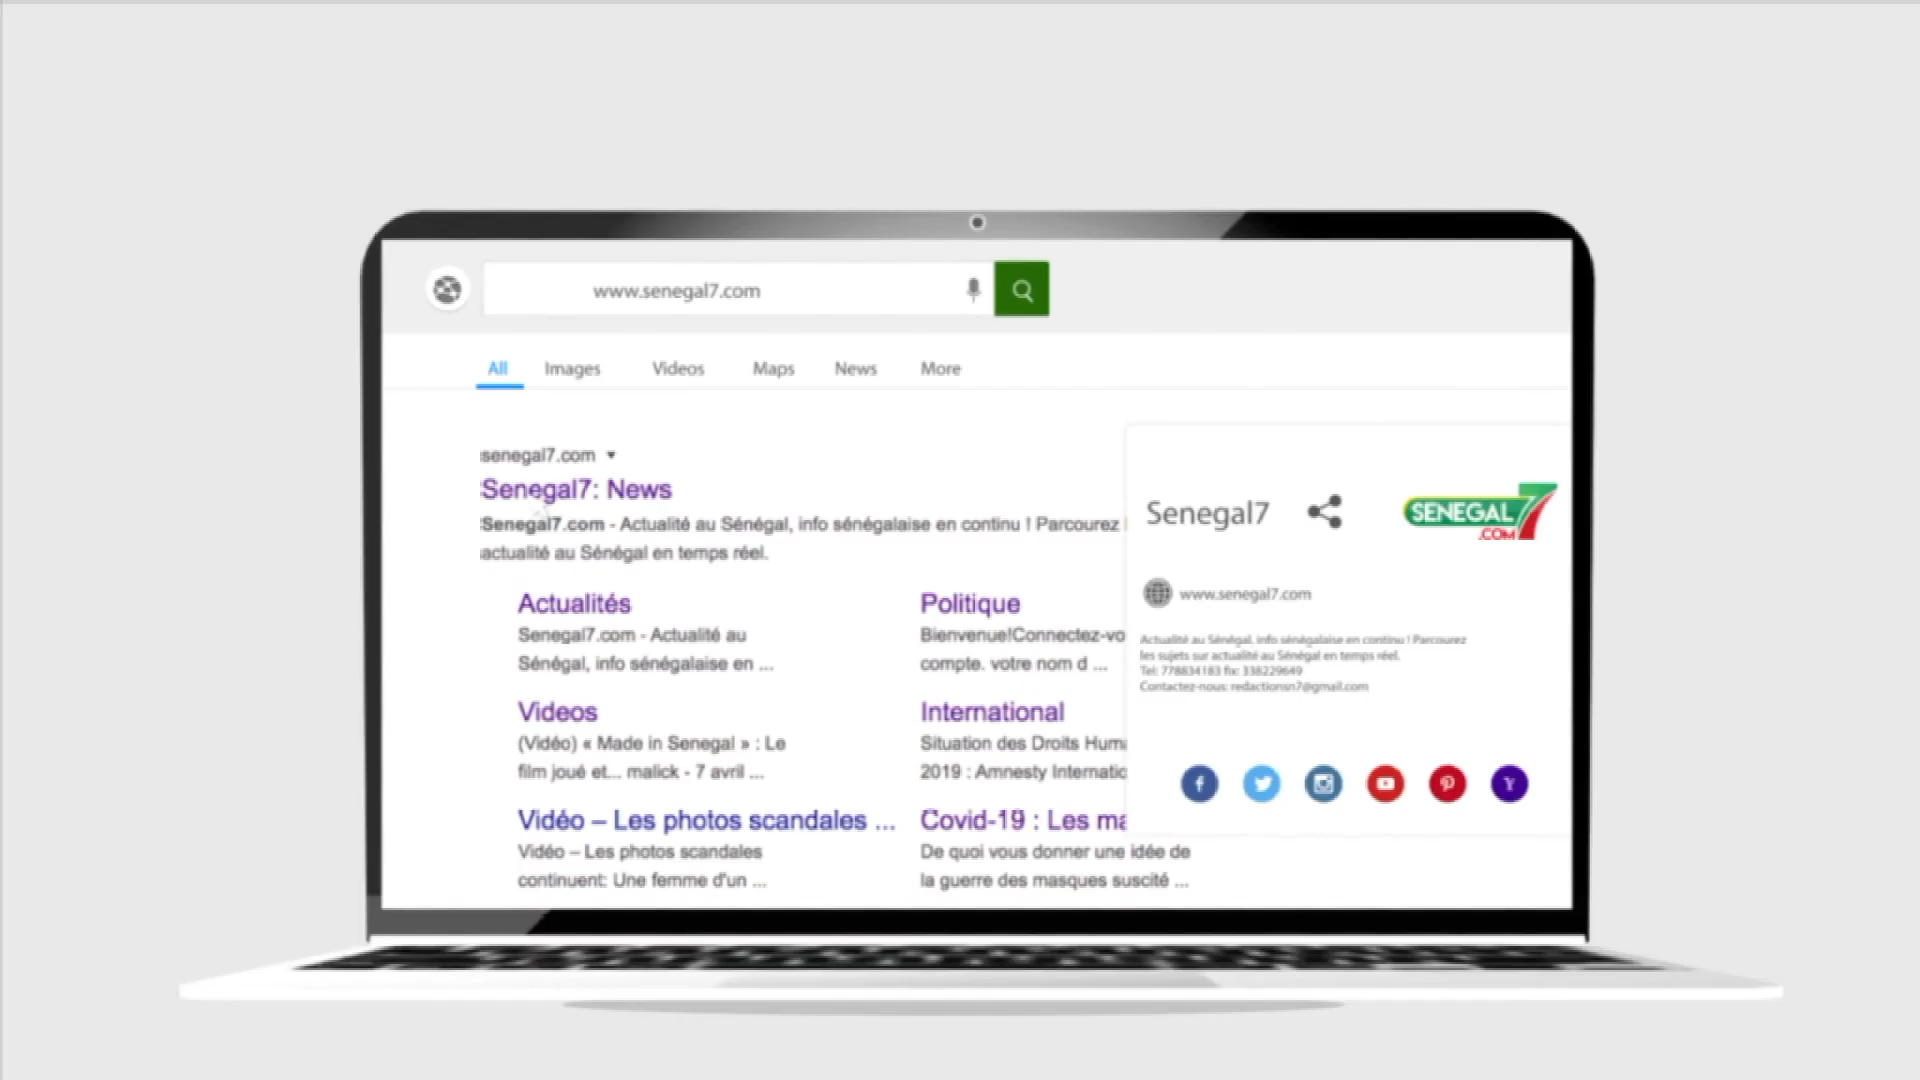 www.senegal7.com
All Images Videos Maps News More
senegal7.com
Senegal7: News
Senegal7.com - Actualité au Sénégal, info sénégalaise en continu ! Parcourez
actualité au Sénégal en temps réel.
Actualités
Senegal7.com - Actualité au
Sénégal, info sénégalaise en ...
Politique
Bienvenue!Connectez-vo
compte. votre nom d ...
Videos
(Vidéo) « Made in Senegal » : Le
film joué et... malick - 7 avril ...
International
Situation des Droits Hum
2019 : Amnesty Internatio
Vidéo – Les photos scandales ...
Vidéo – Les photos scandales
continuent: Une femme d'un ...
Covid-19 : Les ma
De quoi vous donner une idée de
la guerre des masques suscité ...
Senegal7
SENEGAL7
.COM
www.senegal7.com
Actualité au Sénégal, info sénégalaise en continu ! Parcourez
les sujets sur actualité au Sénégal en temps réel.
Tel: 778834183 fix: 338229649
Contactez-nous: redactionsn7@gmail.com